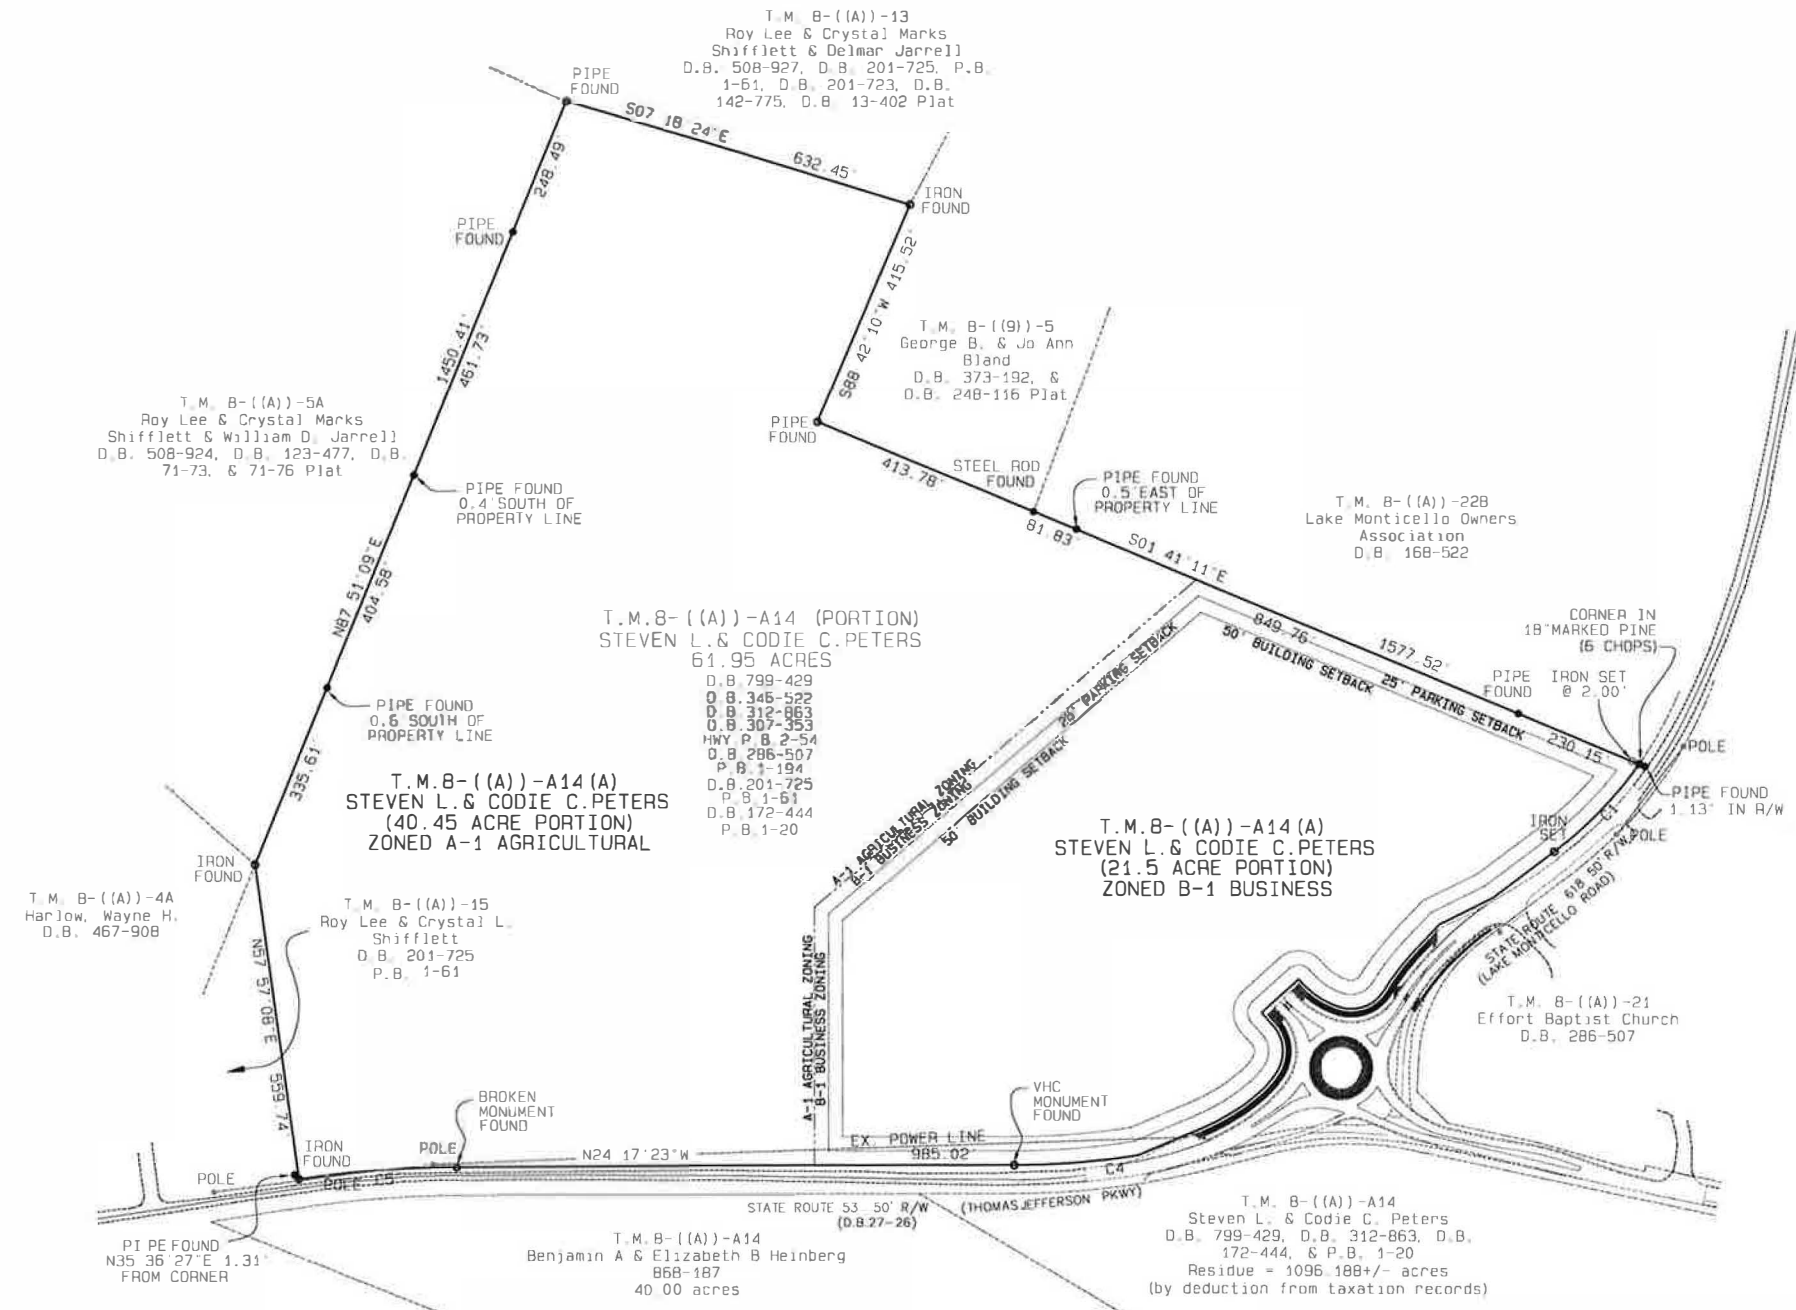 T.M. 8-((A))-13
Roy Lee & Crystal Marks
Shifflett & Delmar Jarrell
D.B. 508-927, D.B. 201-725, P.B.
1-61, D.B. 201-723, D.B.
142-775, D.B. 13-402 Plat
PIPE
FOUND
S07 18 24"E
632.45'
248.49'
IRON
FOUND
PIPE
FOUND
S88 42'10"W 415.52'
1450.41'
461.73'
T.M. 8-((9))-5
George B. & Jo Ann
Bland
D.B. 373-192, &
D.B. 248-116 Plat
T.M. 8-((A))-5A
Roy Lee & Crystal Marks
Shifflett & William D. Jarrell
D.B. 508-924, D.B. 123-477, D.B.
71-73, & 71-76 Plat
PIPE
FOUND
413.78'
STEEL ROD
FOUND
PIPE FOUND
0.5'EAST OF
PROPERTY LINE
81.83'
S01 41'11"E
PIPE FOUND
0.4'SOUTH OF
PROPERTY LINE
T.M. 8-((A))-22B
Lake Monticello Owners
Association
D.B. 168-522
N87 51'09"E
404.58'
T.M.8-((A))-A14 (PORTION)
STEVEN L.& CODIE C.PETERS
61.95 ACRES
D.B.799-429
D.B.346-522
D.B.312-863
D.B.307-353
HWY P.B.2-54
D.B.286-507
P.B.1-194
D.B.201-725
P.B.1-61
D.B.172-444
P.B.1-20
849.76'
1577.52'
50' BUILDING SETBACK
25' PARKING SETBACK
230.15'
CORNER IN
18"MARKED PINE
(6 CHOPS)
PIPE
FOUND
IRON SET
@ 2.00'
POLE
PIPE FOUND
1.13' IN R/W
25' PARKING SETBACK
50' BUILDING SETBACK
A-1 AGRICULTURAL ZONING
B-1 BUSINESS ZONING
PIPE FOUND
0.6 SOUTH OF
PROPERTY LINE
335.61'
T.M.8-((A))-A14(A)
STEVEN L.& CODIE C.PETERS
(40.45 ACRE PORTION)
ZONED A-1 AGRICULTURAL
T.M.8-((A))-A14(A)
STEVEN L.& CODIE C.PETERS
(21.5 ACRE PORTION)
ZONED B-1 BUSINESS
IRON
SET
C1
POLE
STATE ROUTE 618 50' R/W
(LAKE MONTICELLO ROAD)
IRON
FOUND
T.M. 8-((A))-4A
Harlow, Wayne H.
D.B. 467-908
T.M. 8-((A))-15
Roy Lee & Crystal L.
Shifflett
D.B. 201-725
P.B. 1-61
N57 57'08"E 559.74
A-1 AGRICULTURAL ZONING
B-1 BUSINESS ZONING
T.M. 8-((A))-21
Effort Baptist Church
D.B. 286-507
BROKEN
MONUMENT
FOUND
VHC
MONUMENT
FOUND
IRON
FOUND
POLE
N24 17'23"W
EX. POWER LINE
985.02
C4
POLE
POLE
C5
STATE ROUTE 53 50' R/W
(D.B.27-26)
(THOMAS JEFFERSON PKWY)
PIPE FOUND
N35 36'27"E 1.31'
FROM CORNER
T.M.8-((A))-A14
Benjamin A & Elizabeth B Heinberg
868-187
40.00 acres
T.M. 8-((A))-A14
Steven L. & Codie C. Peters
D.B. 799-429, D.B. 312-863, D.B.
172-444, & P.B. 1-20
Residue = 1096.188+/- acres
(by deduction from taxation records)